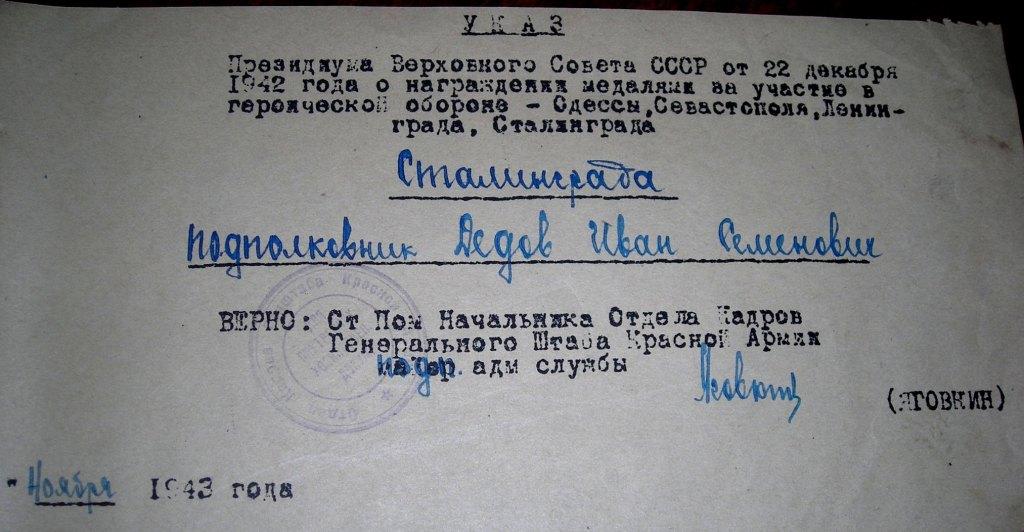 УКАЗ
Президиума Верховного Совета СССР от 22 декабря
1942 года о награждении медалями за участие в
героической обороне - Одессы,Севастополя,Ленин-
града, Сталинграда
Сталинграда
подполковник Дедов Иван Семенович
ВЕРНО: Ст Пом Начальника Отдела Кадров
Генерального Штаба Красной Армии
подп. адм службы
(ЯГОВКИН)
" Ноября 1943 года